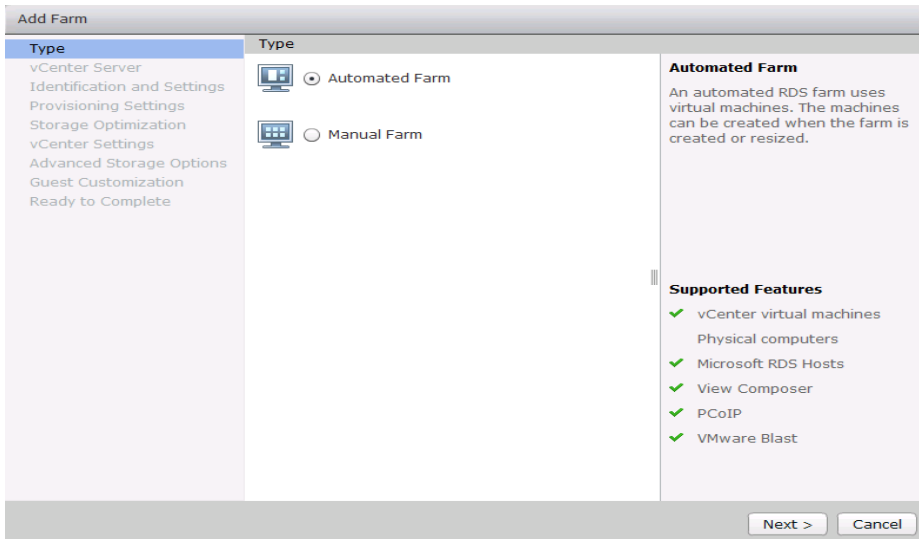 Add Farm
Type
vCenter Server
Identification and Settings
Provisioning Settings
Storage Optimization
vCenter Settings
Advanced Storage Options
Guest Customization
Ready to Complete
Type
Automated Farm
Manual Farm
Automated Farm
An automated RDS farm uses
virtual machines. The machines
can be created when the farm is
created or resized.
Supported Features
vCenter virtual machines
Physical computers
Microsoft RDS Hosts
View Composer
PCoIP
VMware Blast
Next >
Cancel